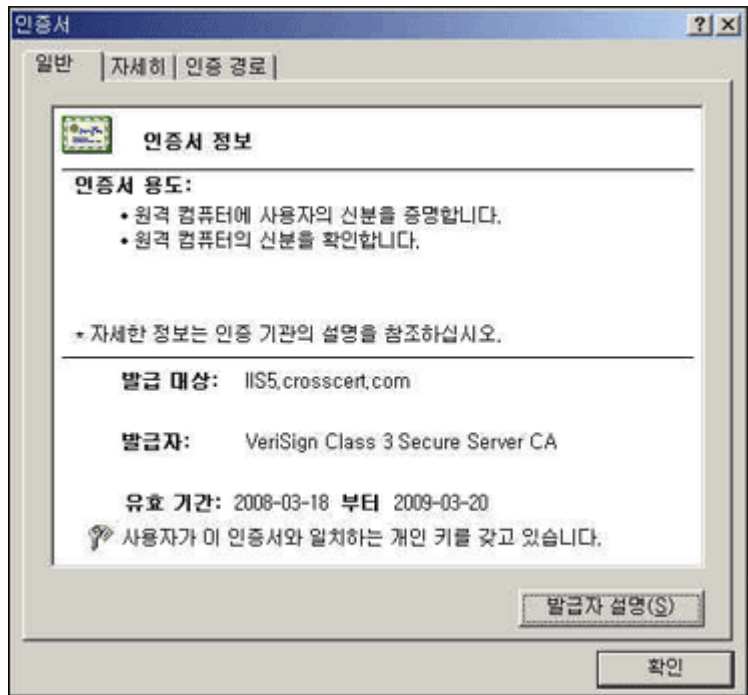 인증서
일반 자세히 인증 경로
인증서 정보
인증서 용도:
• 원격 컴퓨터에 사용자의 신분을 증명합니다.
• 원격 컴퓨터의 신분을 확인합니다.
* 자세한 정보는 인증 기관의 설명을 참조하십시오.
발급 대상: IIS5.crosscert.com
발급자: VeriSign Class 3 Secure Server CA
유효 기간: 2008-03-18 부터 2009-03-20
사용자가 이 인증서와 일치하는 개인 키를 갖고 있습니다.
발급자 설명(S)
확인